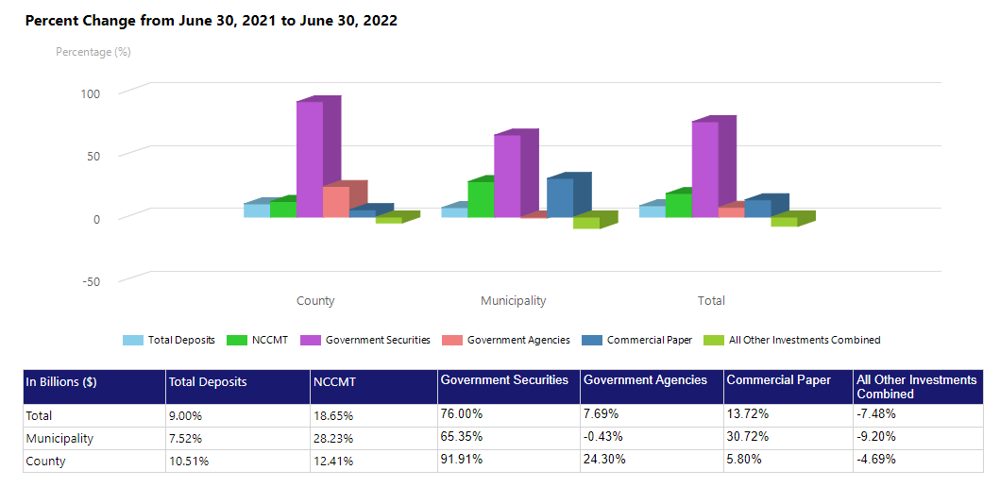 Percent Change from June 30, 2021 to June 30, 2022
Percentage (%)
100
50
0
-50
County Municipality Total
Total Deposits NCCMT Government Securities Government Agencies Commercial Paper All Other Investments Combined
In Billions ($) Total Deposits NCCMT Government Securities Government Agencies Commercial Paper All Other Investments
Combined
Total 9.00% 18.65% 76.00% 7.69% 13.72% -7.48%
Municipality 7.52% 28.23% 65.35% -0.43% 30.72% -9.20%
County 10.51% 12.41% 91.91% 24.30% 5.80% -4.69%